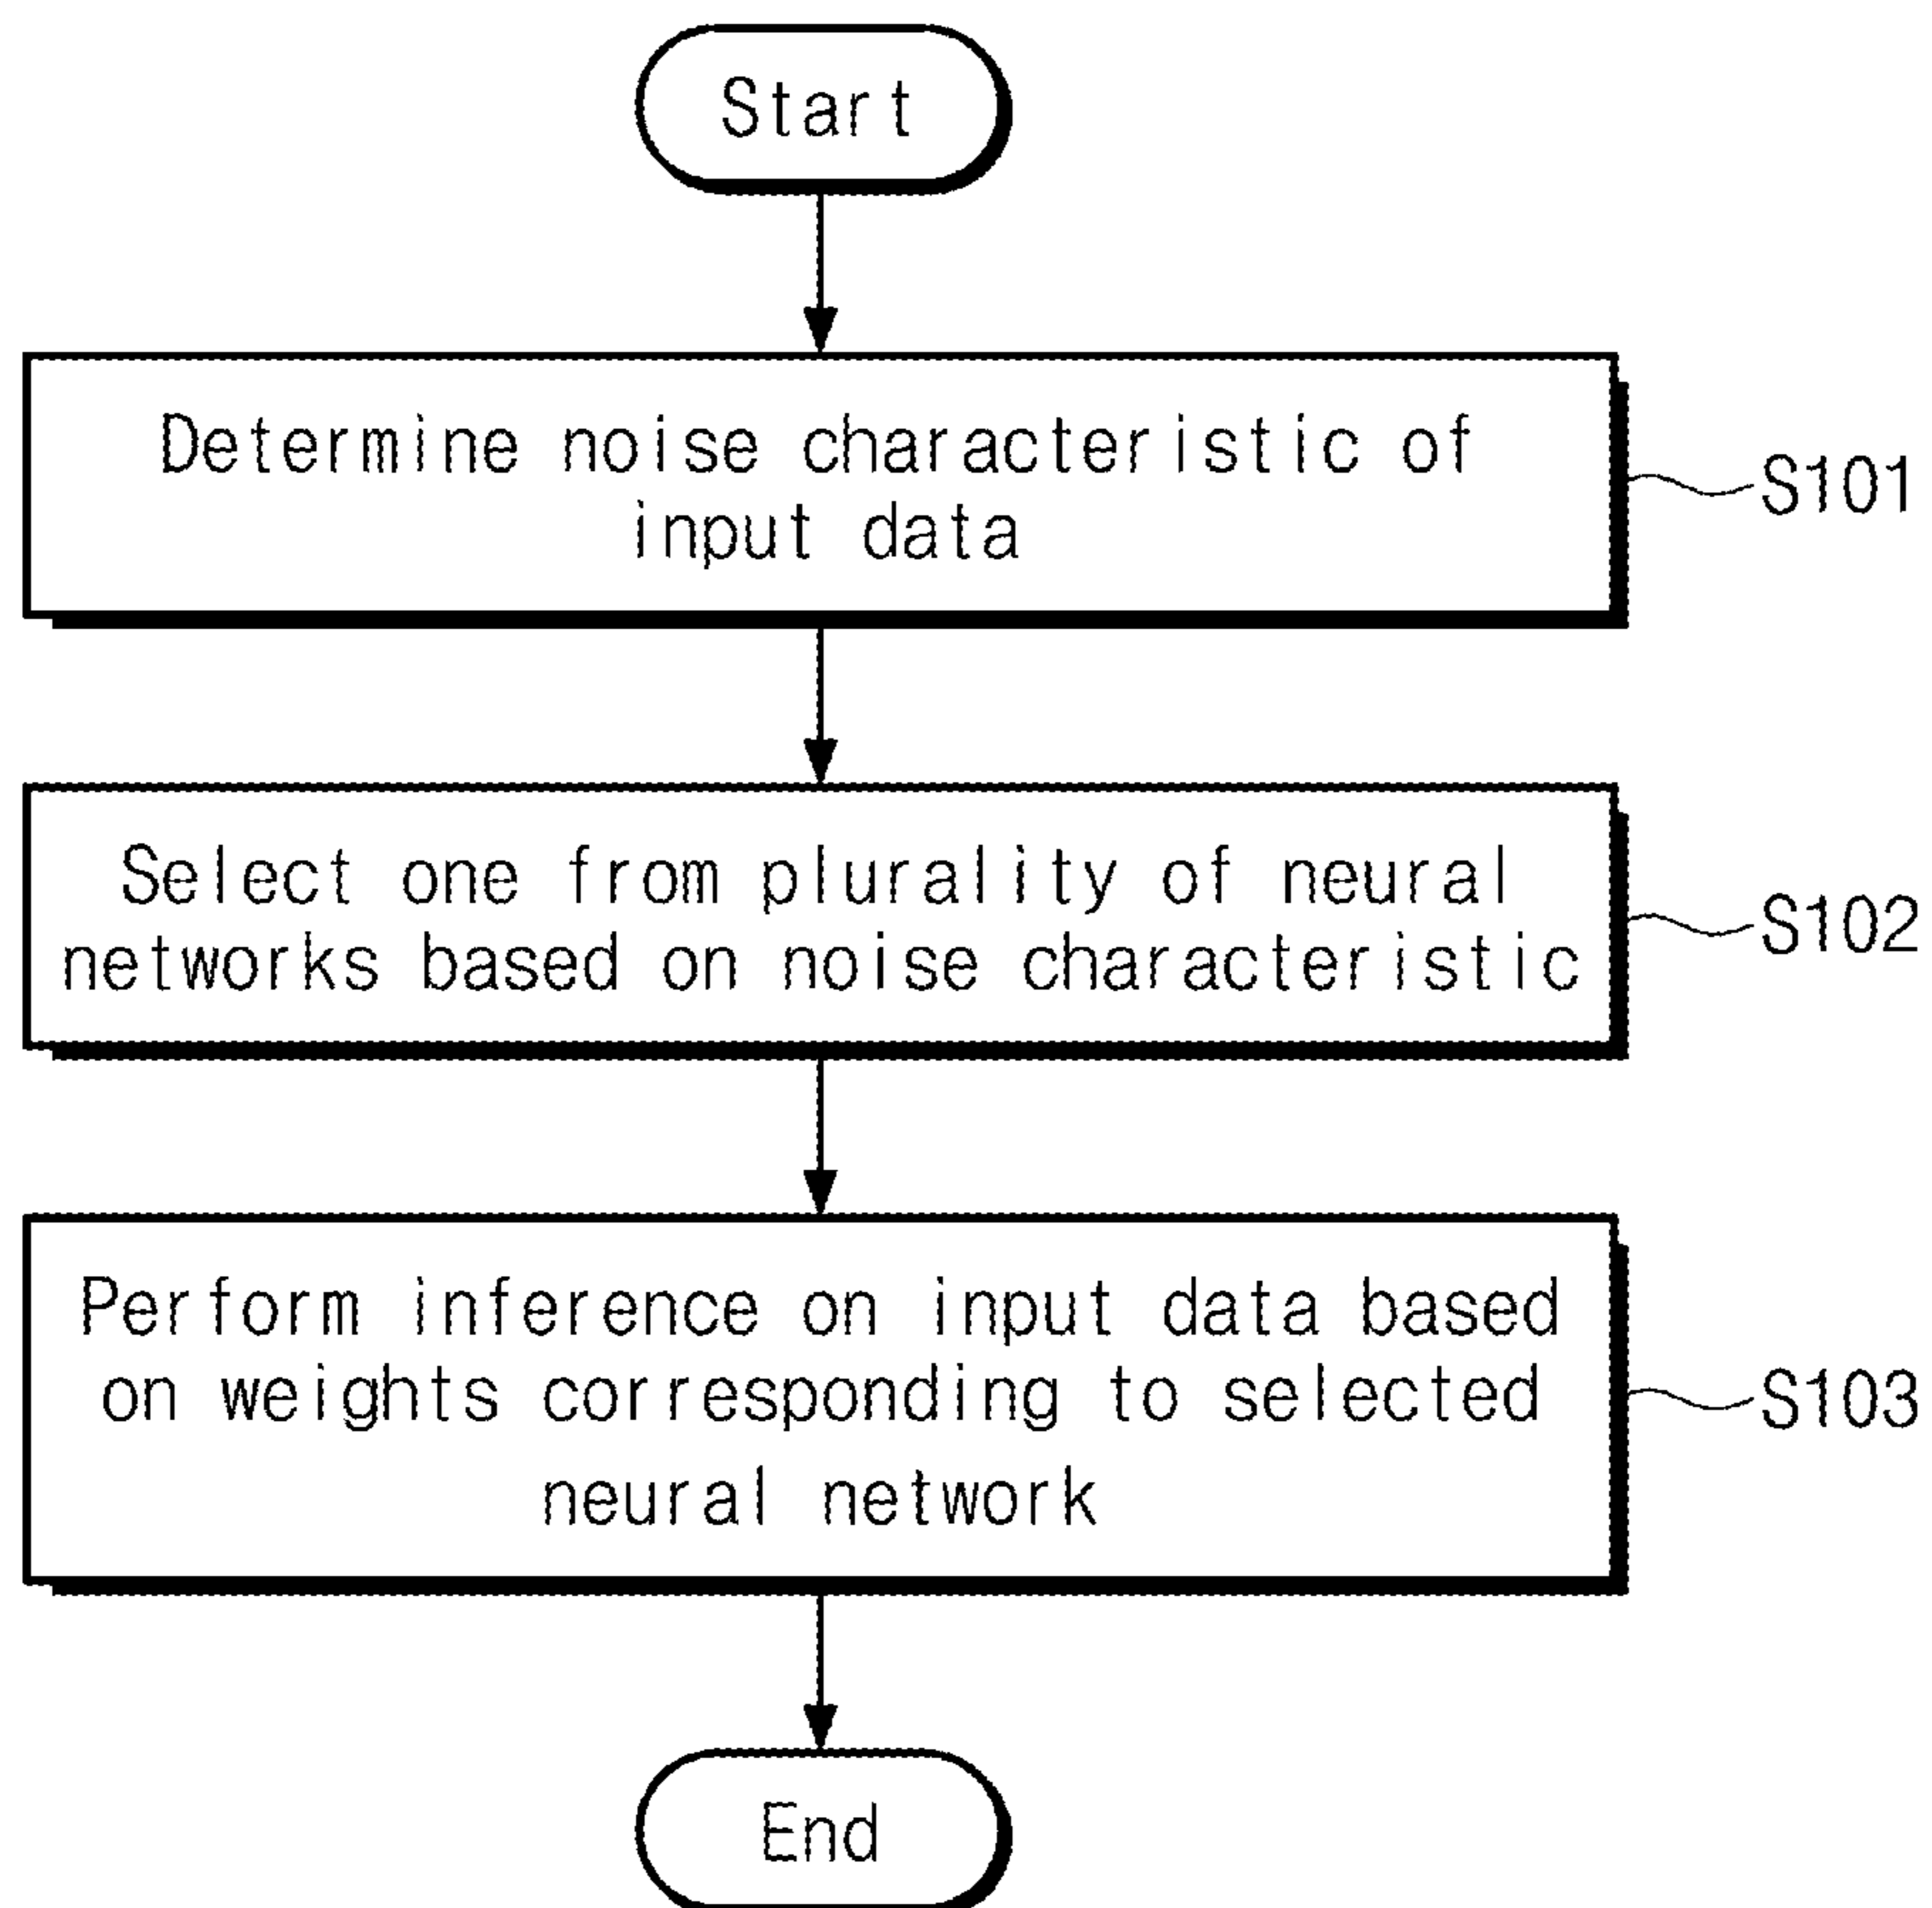 Start
Determine noise characteristic of
input data
S101
Select one from plurality of neural
networks based on noise characteristic
S102
Perform inference on input data based
on weights corresponding to selected
neural network
S103
End